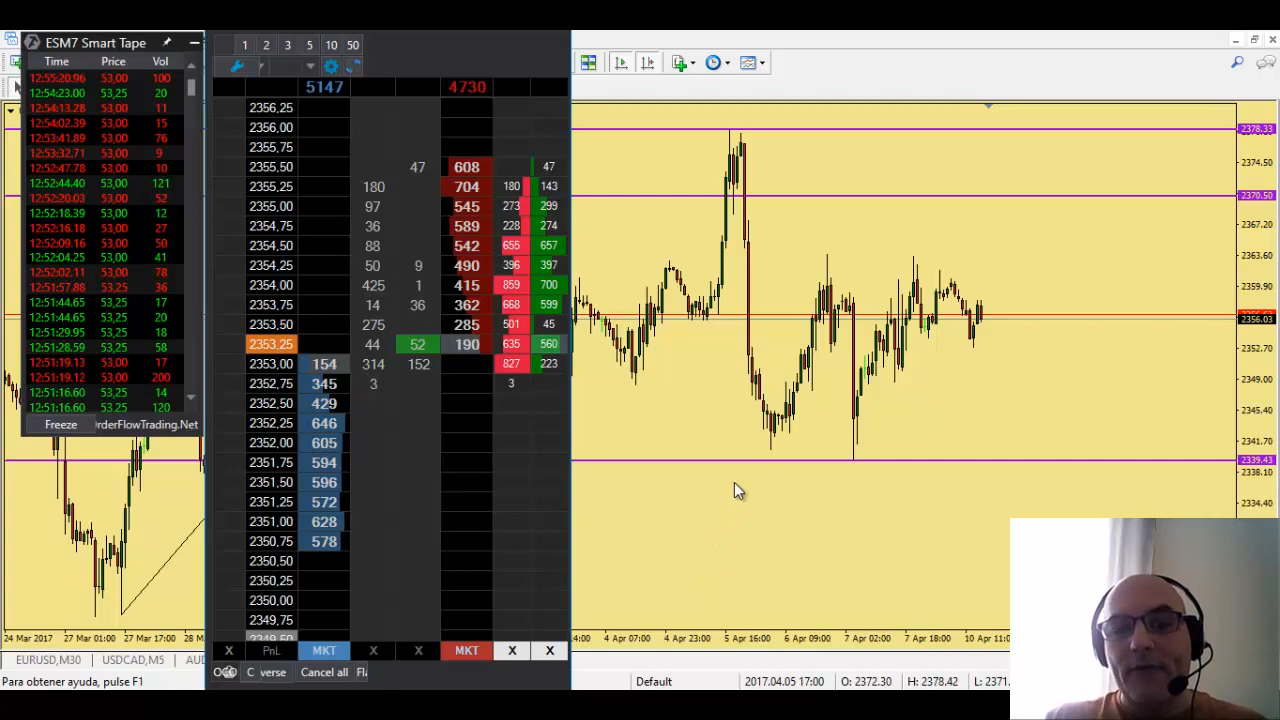 ESM7 Smart Tape
Time Price Vol
12:55:20.96 53,00 100
12:54:23.00 53,25 20
12:54:13.28 53,00 11
12:54:02.39 53,00 15
12:53:41.89 53,00 76
12:53:32.71 53,00 9
12:52:47.78 53,00 10
12:52:44.40 53,00 121
12:52:20.03 53,00 52
12:52:18.39 53,00 12
12:52:16.18 53,00 27
12:52:09.16 53,00 50
12:52:04.25 53,00 41
12:52:02.11 53,00 78
12:51:57.88 53,25 36
12:51:44.65 53,25 17
12:51:44.65 53,25 20
12:51:29.95 53,25 18
12:51:28.59 53,25 58
12:51:19.13 53,00 17
12:51:19.12 53,00 200
12:51:16.60 53,25 14
12:51:16.60 53,25 120
Freeze OrderFlowTrading.Net
1 2 3 5 10 50
5147 4730
2356,25
2356,00
2355,75
2355,50 47 608 47
2355,25 180 704 180 143
2355,00 97 545 273 299
2354,75 36 589 228 274
2354,50 88 542 655 657
2354,25 50 9 490 396 397
2354,00 425 1 415 859 700
2353,75 14 36 362 668 599
2353,50 275 285 501 45
2353,25 44 52 190 635 560
2353,00 154 314 152 827 223
2352,75 345 3 3
2352,50 429
2352,25 646
2352,00 605
2351,75 594
2351,50 596
2351,25 572
2351,00 628
2350,75 578
2350,50
2350,25
2350,00
2349,75
2349,50
X PnL MKT X X MKT X X
Cancel all
2378.33
2374.50
2370.50
2367.20
2363.60
2359.90
2356.03
2352.70
2349.00
2345.40
2341.70
2339.43
2338.10
2334.40
24 Mar 2017 27 Mar 01:00 27 Mar 17:00 28 M
4:00 4 Apr 07:00 4 Apr 23:00 5 Apr 16:00 6 Apr 09:00 7 Apr 02:00 7 Apr 18:00 10 Apr 11:
EURUSD,M30 USDCAD,M5 AUD
Para obtener ayuda, pulse F1
Default 2017.04.05 17:00 O: 2372.30 H: 2378.42 L: 2371.